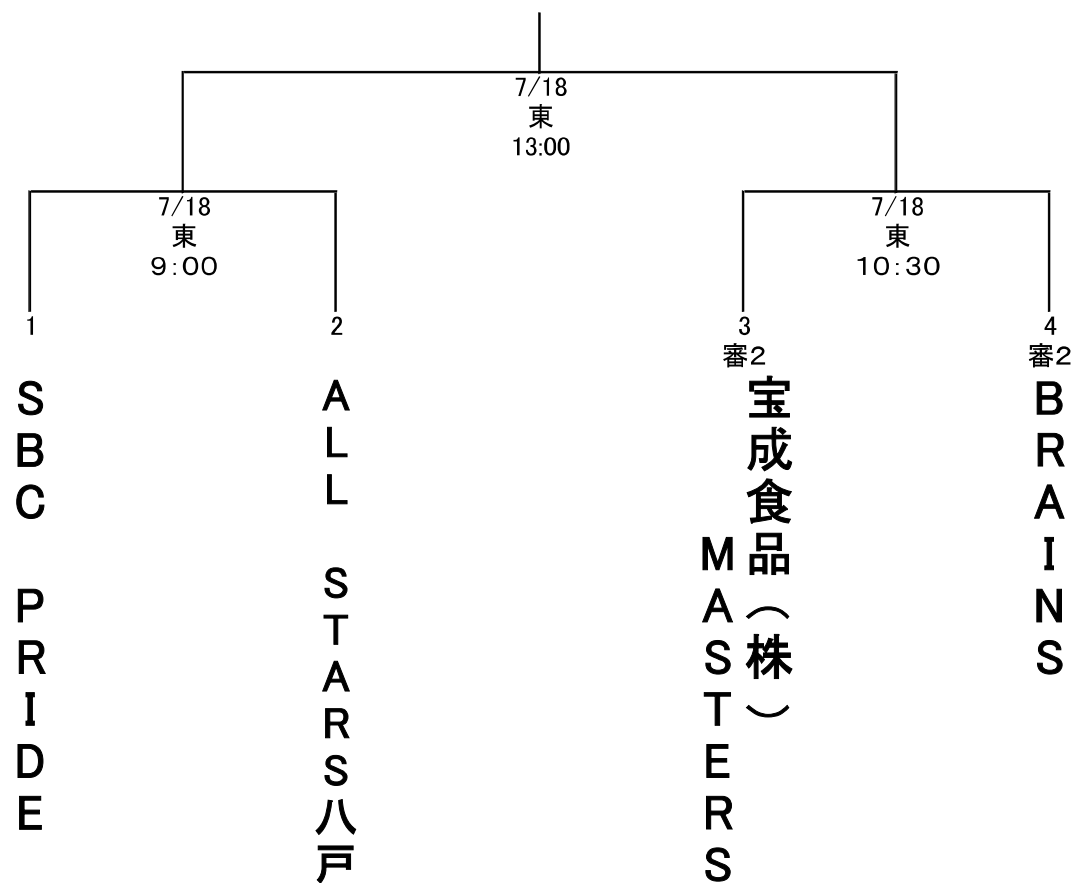 7/18
東
13:00
7/18
東
9:00
7/18
東
10:30
1
2
3
4
審2
審2
SBC PRIDE
ALL STARS八戸
宝成食品(株)
MASTERS
BRAINS